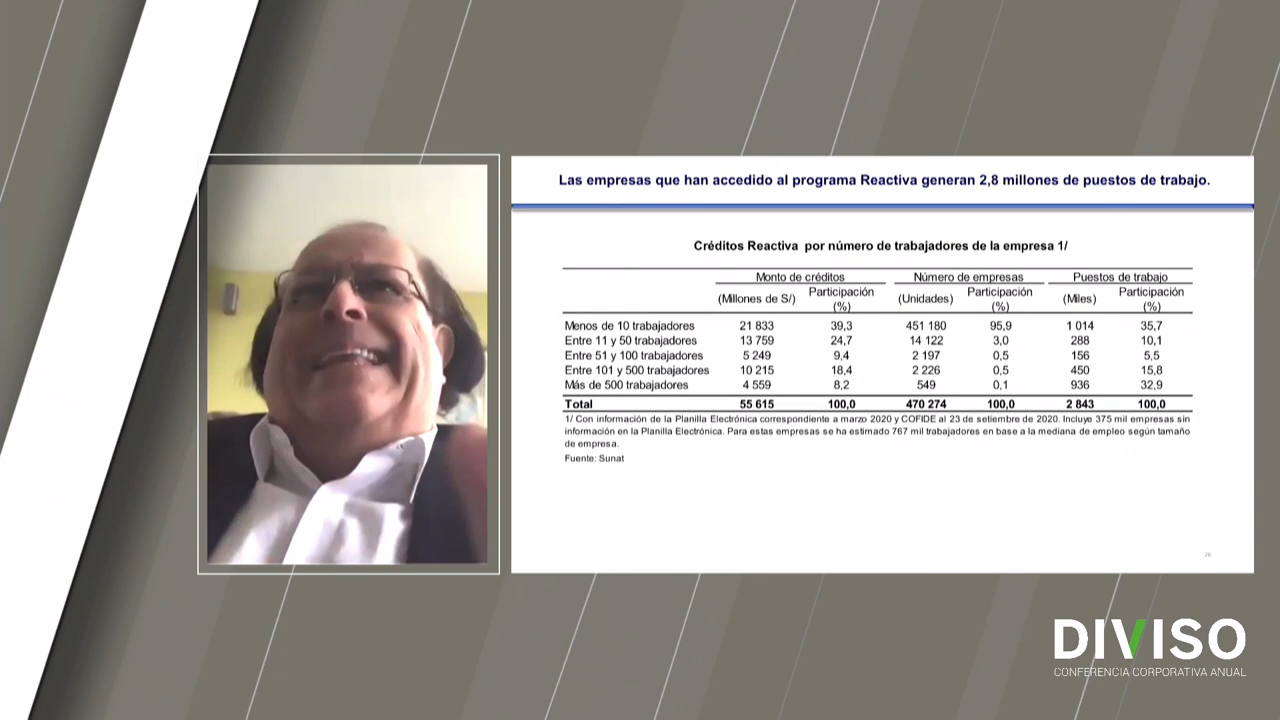 Las empresas que han accedido al programa Reactiva generan 2,8 millones de puestos de trabajo.
Créditos Reactiva por número de trabajadores de la empresa 1/
Monto de créditos Número de empresas Puestos de trabajo
(Millones de S/) Participación (%) (Unidades) Participación (%) (Miles) Participación (%)
Menos de 10 trabajadores 21 833 39,3 451 180 95,9 1 014 35,7
Entre 11 y 50 trabajadores 13 759 24,7 14 122 3,0 288 10,1
Entre 51 y 100 trabajadores 5 249 9,4 2 197 0,5 156 5,5
Entre 101 y 500 trabajadores 10 215 18,4 2 226 0,5 450 15,8
Más de 500 trabajadores 4 559 8,2 549 0,1 936 32,9
Total 55 615 100,0 470 274 100,0 2 843 100,0
1/ Con información de la Planilla Electrónica correspondiente a marzo 2020 y COFIDE al 23 de setiembre de 2020. Incluye 375 mil empresas sin
información en la Planilla Electrónica. Para estas empresas se ha estimado 767 mil trabajadores en base a la mediana de empleo según tamaño
de empresa.
Fuente: Sunat
26
DIVISO
CONFERENCIA CORPORATIVA ANUAL